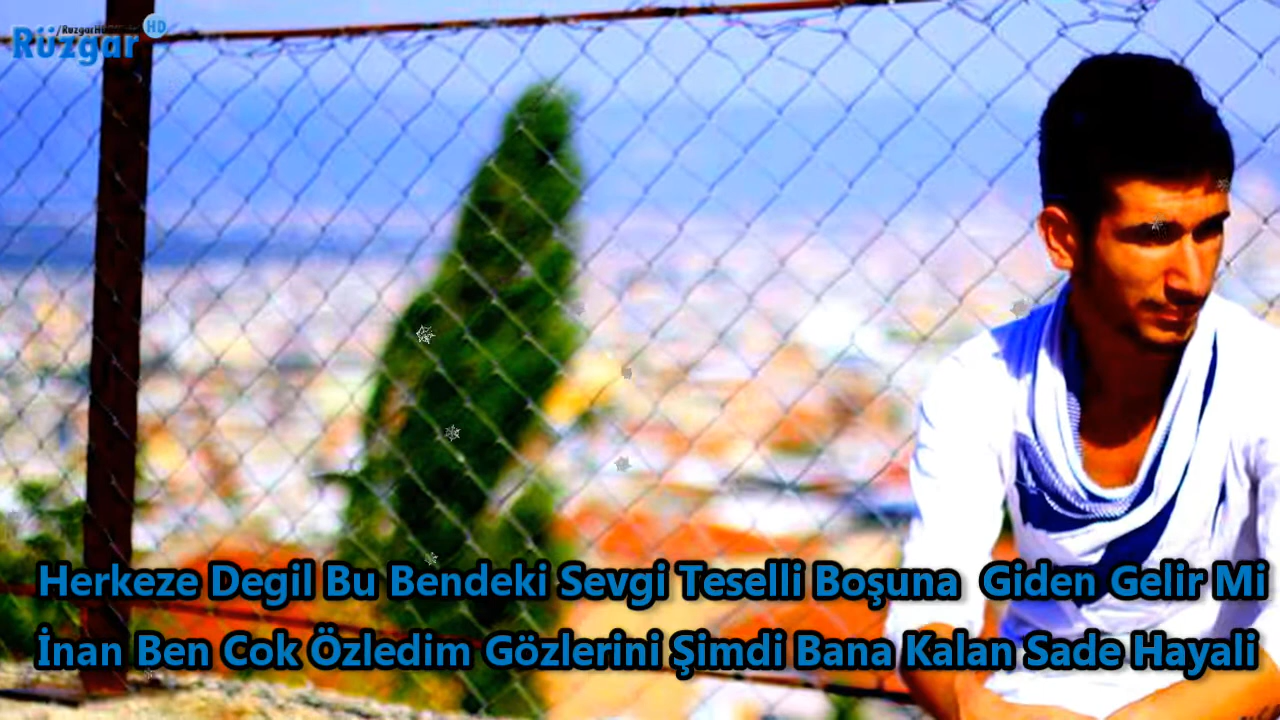 Rüzgar HD
Herkeze Degil Bu Bendeki Sevgi Teselli Boşuna Giden Gelir Mi
İnan Ben Cok Özledim Gözlerini Şimdi Bana Kalan Sade Hayali